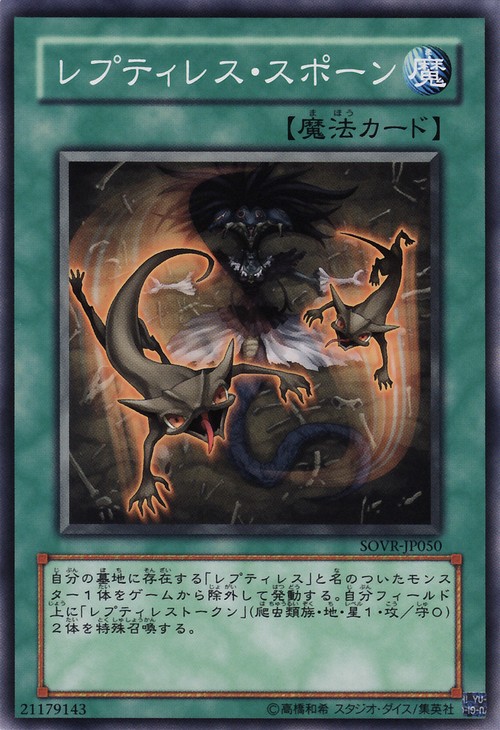 レプティレス・スポーン 魔
【魔法カード】
SOVR-JP050
自分の墓地に存在する「レプティレス」と名のついたモンス
ター1体をゲームから除外して発動する。自分フィールド
上に「レプティレストークン」(爬虫類族・地・星1・攻／守0)
2体を特殊召喚する。
21179143
©高橋和希 スタジオ・ダイス/集英社